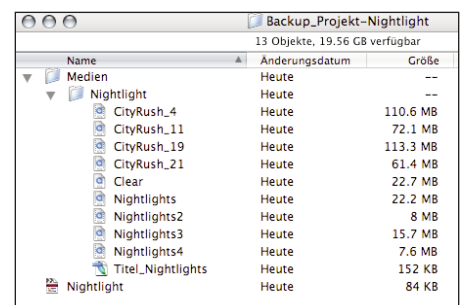 Backup_Projekt-Nightlight
13 Objekte, 19.56 GB verfügbar
Name Änderungsdatum Größe
Medien Heute --
Nightlight Heute --
CityRush_4 Heute 110.6 MB
CityRush_11 Heute 72.1 MB
CityRush_19 Heute 113.3 MB
CityRush_21 Heute 61.4 MB
Clear Heute 22.7 MB
Nightlights Heute 22.2 MB
Nightlights2 Heute 8 MB
Nightlights3 Heute 15.7 MB
Nightlights4 Heute 7.6 MB
Titel_Nightlights Heute 152 KB
Nightlight Heute 84 KB